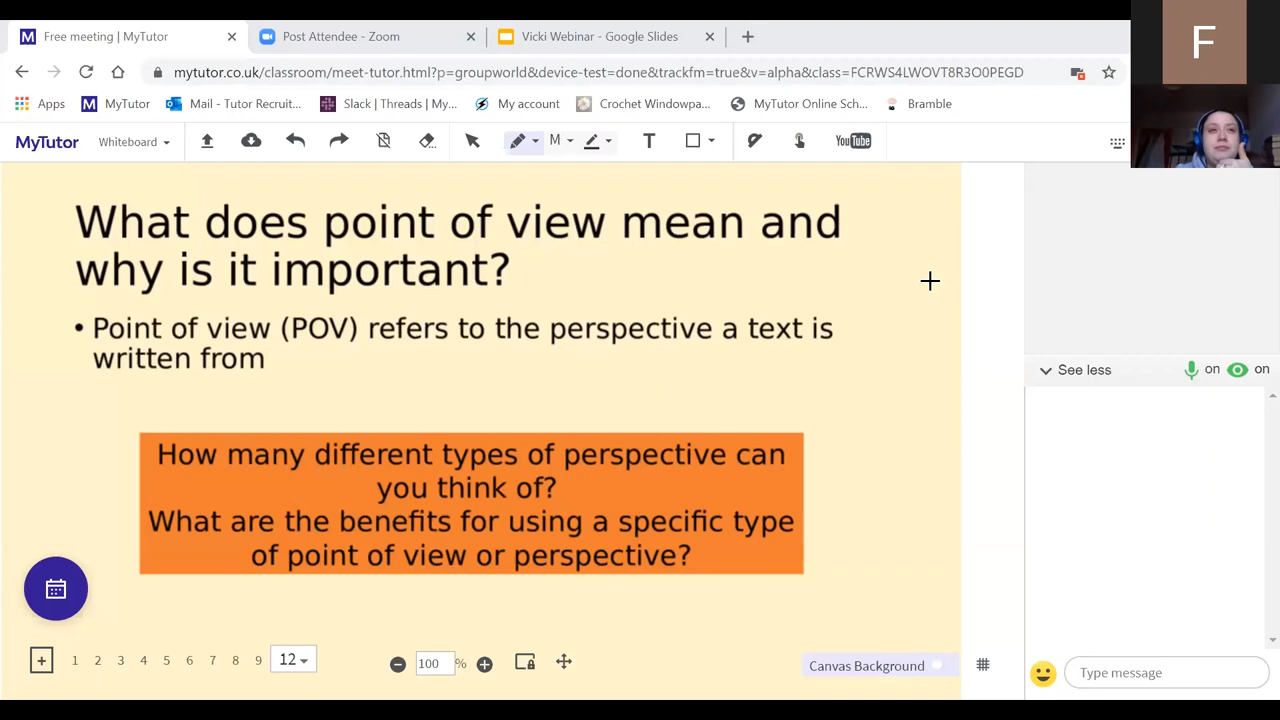 Free meeting | MyTutor
Post Attendee - Zoom
Vicki Webinar - Google Slides
mytutor.co.uk/classroom/meet-tutor.html?p=groupworld&device-test=done&trackfm=true&v=alpha&class=FCRWS4LWOVT8R3O0PEGD
Apps
MyTutor
Mail - Tutor Recruit...
Slack | Threads | My...
My account
Crochet Windowpa...
MyTutor Online Sch...
Bramble
F
MyTutor
Whiteboard
M
T
YouTube
What does point of view mean and
why is it important?
• Point of view (POV) refers to the perspective a text is
written from
How many different types of perspective can
you think of?
What are the benefits for using a specific type
of point of view or perspective?
See less
on
on
1 2 3 4 5 6 7 8 9 12
100 %
Canvas Background
Type message